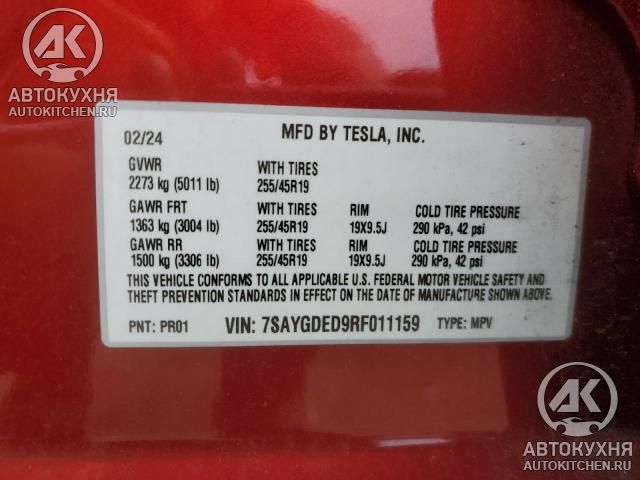 АК
АВТОКУХНЯ
AUTOKITCHEN.RU
02/24 MFD BY TESLA, INC.
GVWR WITH TIRES
2273 kg (5011 lb) 255/45R19
GAWR FRT WITH TIRES RIM COLD TIRE PRESSURE
1363 kg (3004 lb) 255/45R19 19X9.5J 290 kPa, 42 psi
GAWR RR WITH TIRES RIM COLD TIRE PRESSURE
1500 kg (3306 lb) 255/45R19 19X9.5J 290 kPa, 42 psi
THIS VEHICLE CONFORMS TO ALL APPLICABLE U.S. FEDERAL MOTOR VEHICLE SAFETY AND
THEFT PREVENTION STANDARDS IN EFFECT ON THE DATE OF MANUFACTURE SHOWN ABOVE.
PNT: PR01 VIN: 7SAYGDED9RF011159 TYPE: MPV
АК
АВТОКУХНЯ
AUTOKITCHEN.RU